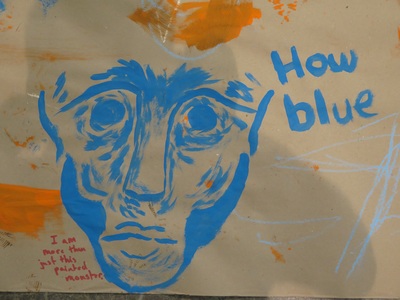 How
blue
I am
more than
just this
painted
monster